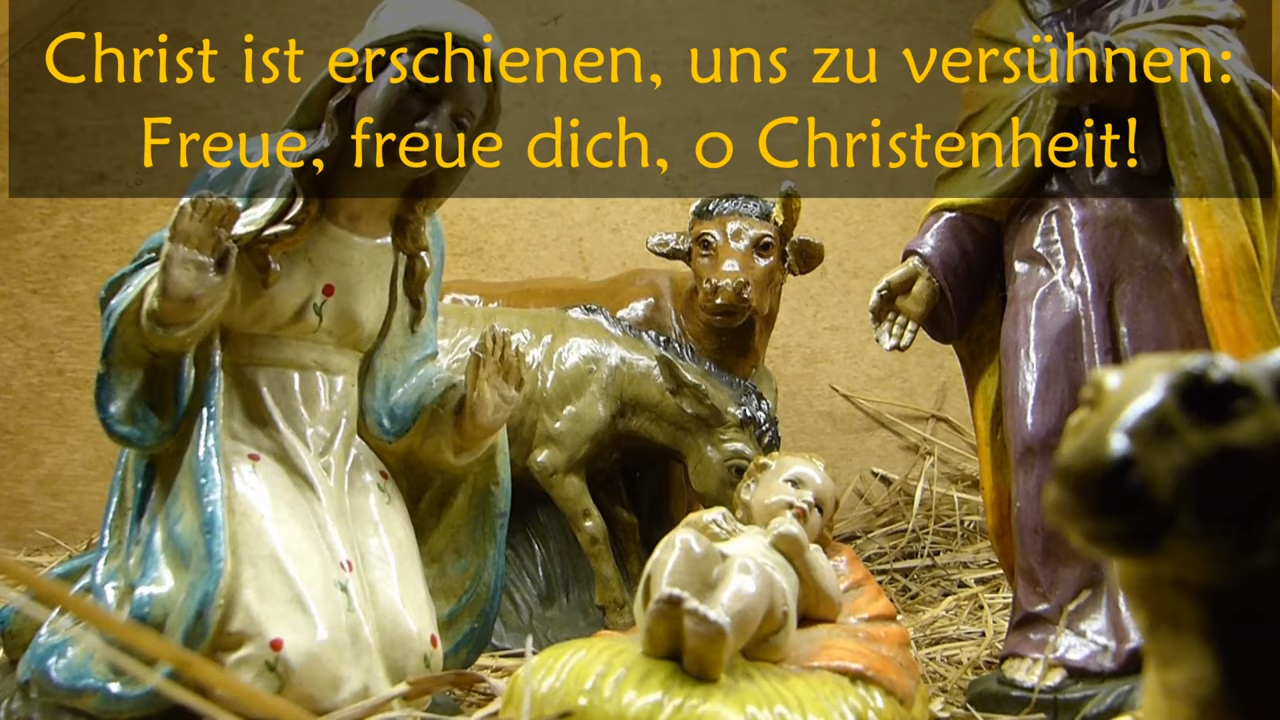 Christ ist erschienen, uns zu versühnen:
Freue, freue dich, o Christenheit!